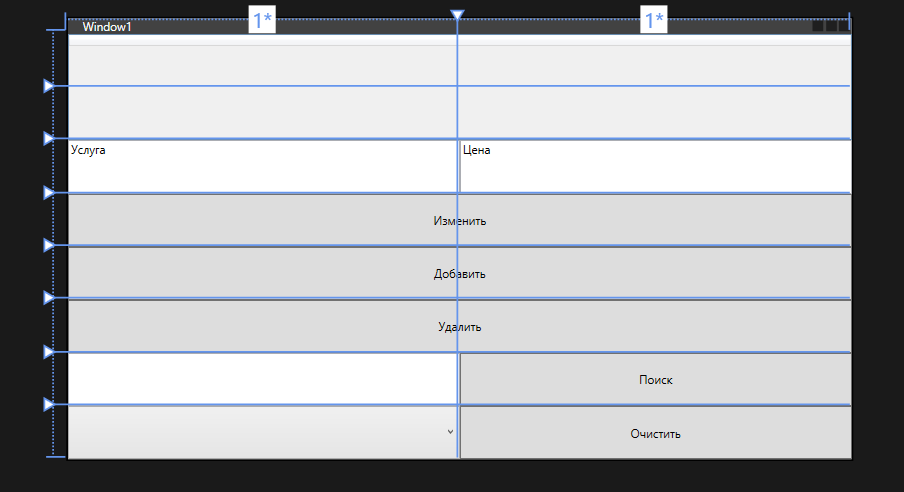 1*
1*
Window1
Услуга
Цена
Изменить
Добавить
Удалить
Поиск
Очистить